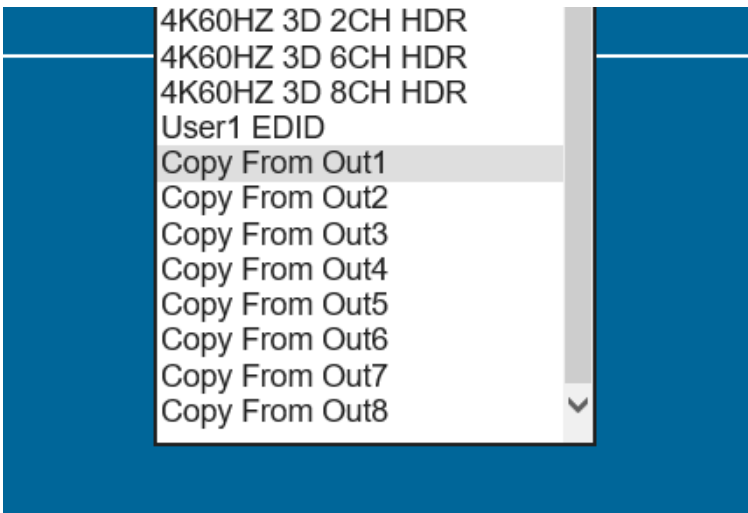 4K60HZ 3D 2CH HDR
4K60HZ 3D 6CH HDR
4K60HZ 3D 8CH HDR
User1 EDID
Copy From Out1
Copy From Out2
Copy From Out3
Copy From Out4
Copy From Out5
Copy From Out6
Copy From Out7
Copy From Out8